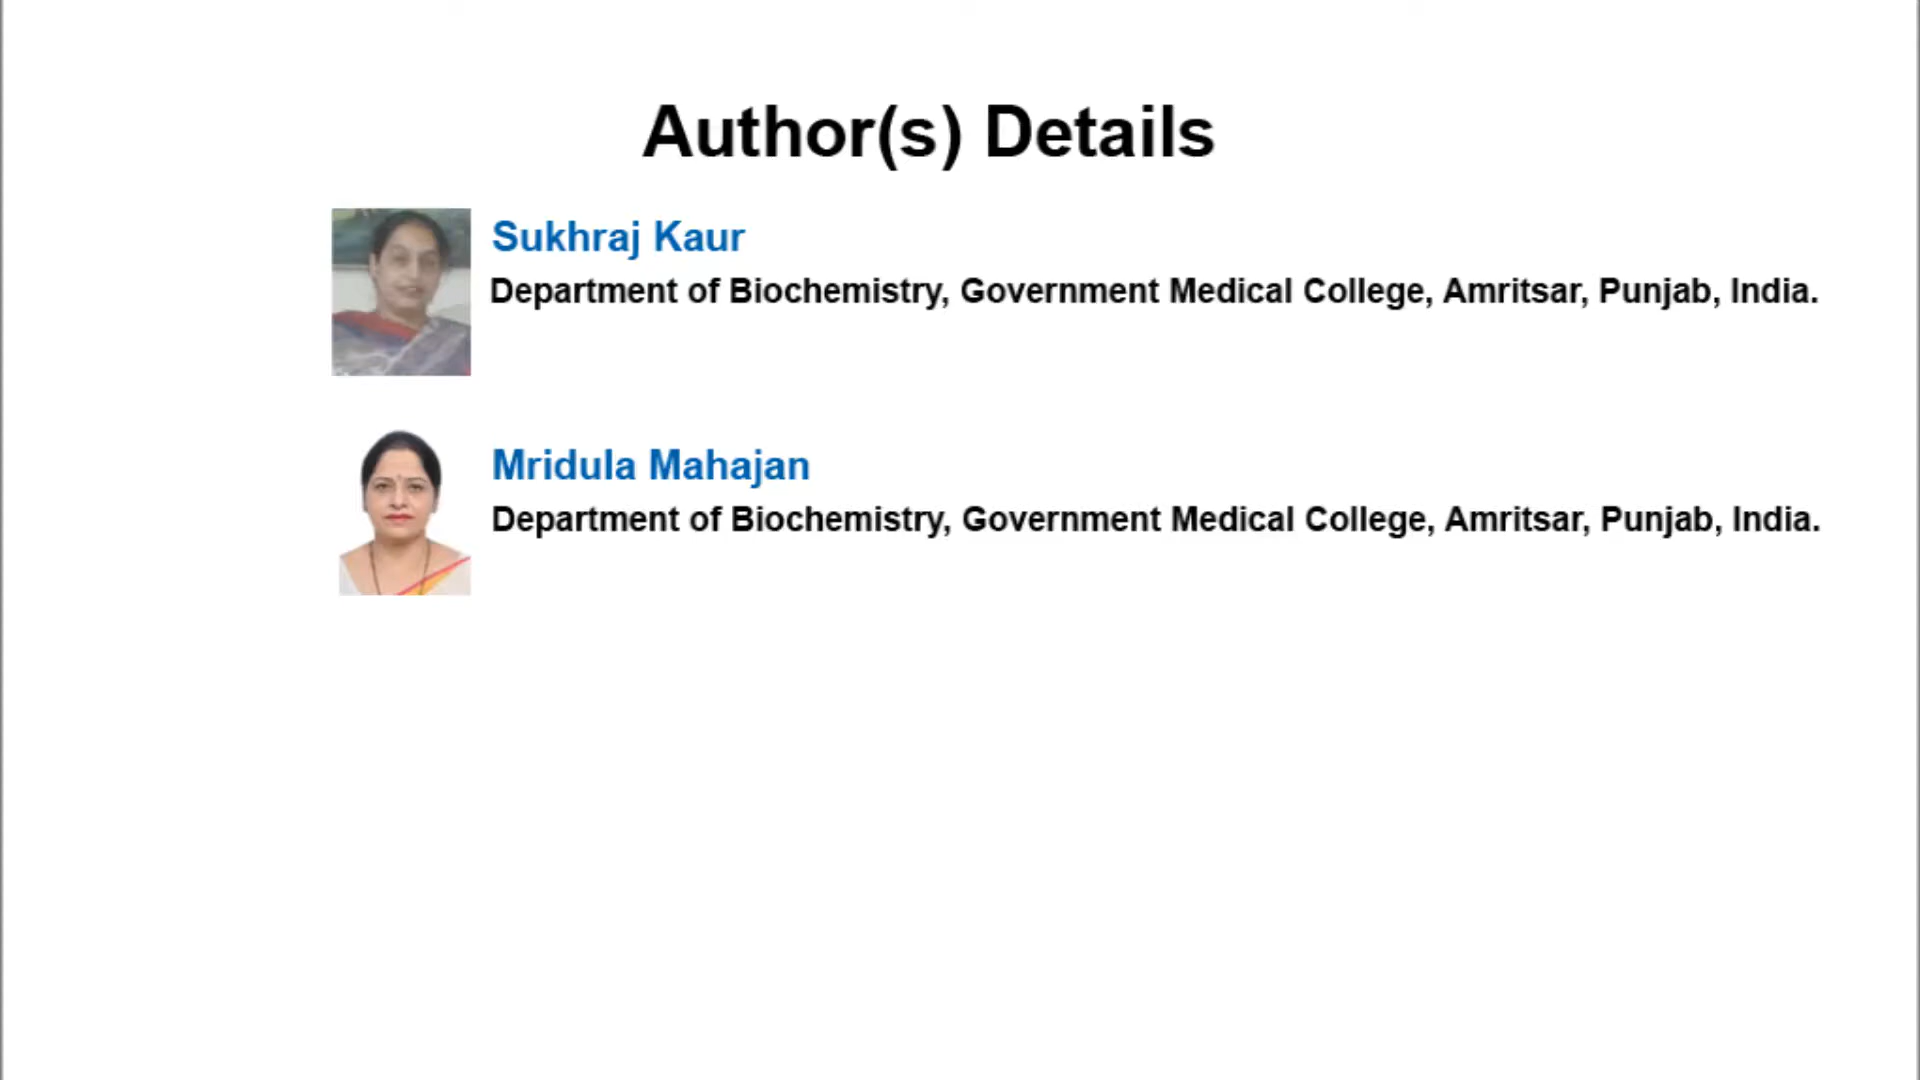 Author(s) Details
Sukhraj Kaur
Department of Biochemistry, Government Medical College, Amritsar, Punjab, India.
Mridula Mahajan
Department of Biochemistry, Government Medical College, Amritsar, Punjab, India.